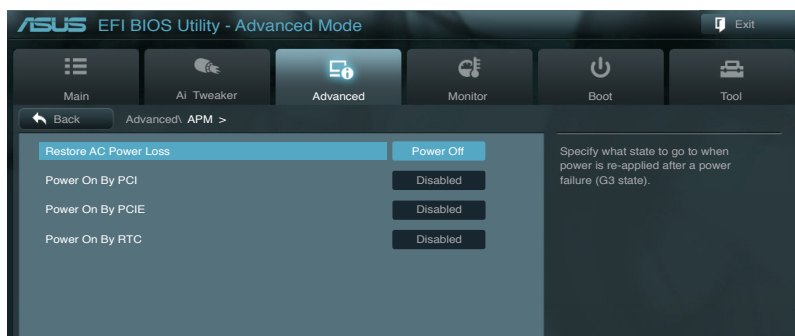 ASUS EFI BIOS Utility - Advanced Mode
Exit
Main
Ai Tweaker
Advanced
Monitor
Boot
Tool
Back
Advanced\ APM >
Restore AC Power Loss Power Off
Power On By PCI Disabled
Power On By PCIE Disabled
Power On By RTC Disabled
Specify what state to go to when
power is re-applied after a power
failure (G3 state).